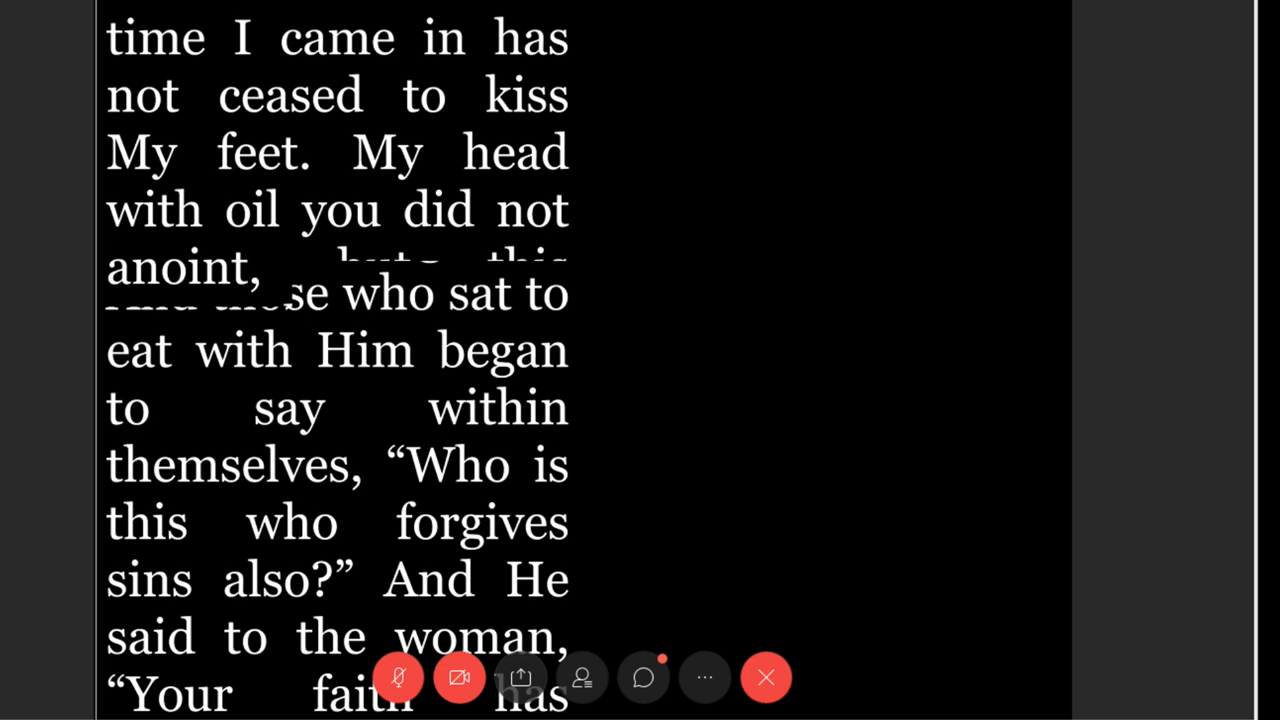 time I came in has
not ceased to kiss
My feet. My head
with oil you did not
anoint,
who sat to
eat with Him began
to say within
themselves, “Who is
this who forgives
sins also?” And He
said to the woman,
“Your faith has